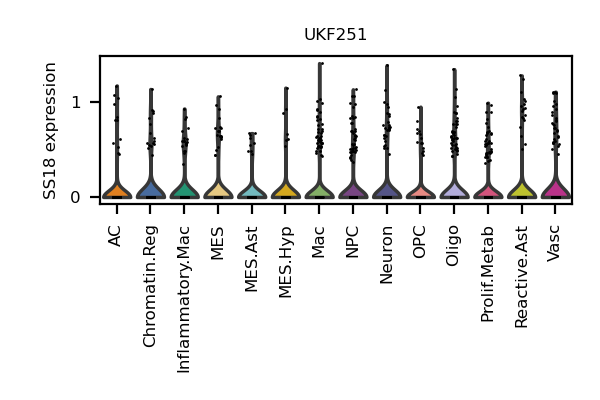 UKF251
SS18 expression
1
0
AC
Chromatin.Reg
Inflammatory.Mac
MES
MES.Ast
MES.Hyp
Mac
NPC
Neuron
OPC
Oligo
Prolif.Metab
Reactive.Ast
Vasc